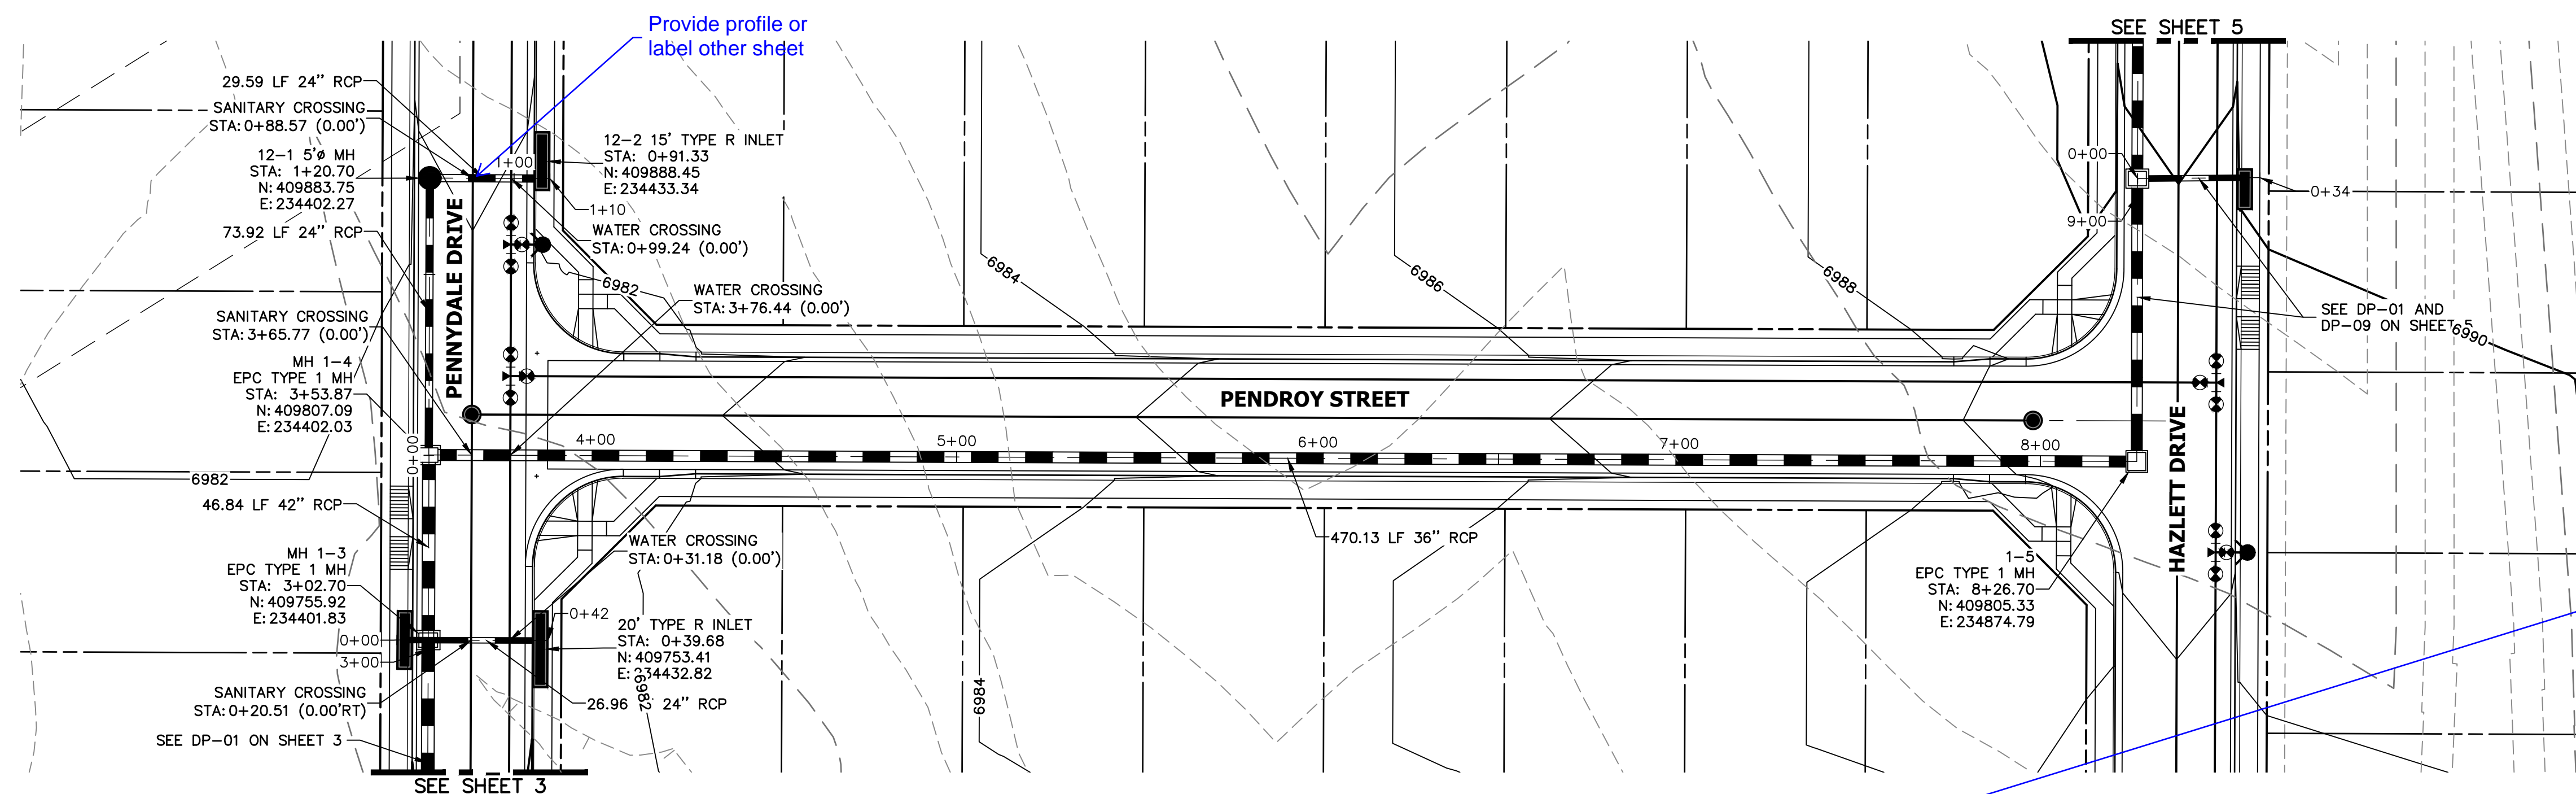 Provide profile or
label other sheet
SEE SHEET 5
29.59 LF 24" RCP
SANITARY CROSSING
STA: 0+88.57 (0.00')
12-1 5'ø MH
STA: 1+20.70
N: 409883.75
E: 234402.27
73.92 LF 24" RCP
SANITARY CROSSING
STA: 3+65.77 (0.00')
MH 1-4
EPC TYPE 1 MH
STA: 3+53.87
N: 409807.09
E: 234402.03
6982
46.84 LF 42" RCP
MH 1-3
EPC TYPE 1 MH
STA: 3+02.70
N: 409755.92
E: 234401.83
0+00
3+00
SANITARY CROSSING
STA: 0+20.51 (0.00'RT)
SEE DP-01 ON SHEET 3
SEE SHEET 3
PENNYDALE DRIVE
0+00
1+00
12-2 15' TYPE R INLET
STA: 0+91.33
N: 409888.45
E: 234433.34
1+10
WATER CROSSING
STA: 0+99.24 (0.00')
6982
WATER CROSSING
STA: 3+76.44 (0.00')
6984
6986
6988
PENDROY STREET
4+00
5+00
6+00
7+00
8+00
470.13 LF 36" RCP
WATER CROSSING
STA: 0+31.18 (0.00')
0+42
20' TYPE R INLET
STA: 0+39.68
N: 409753.41
E: 234432.82
6982
26.96 24" RCP
6984
0+00
9+00
0+34
SEE DP-01 AND
DP-09 ON SHEET 5
6990
HAZLETT DRIVE
1-5
EPC TYPE 1 MH
STA: 8+26.70
N: 409805.33
E: 234874.79